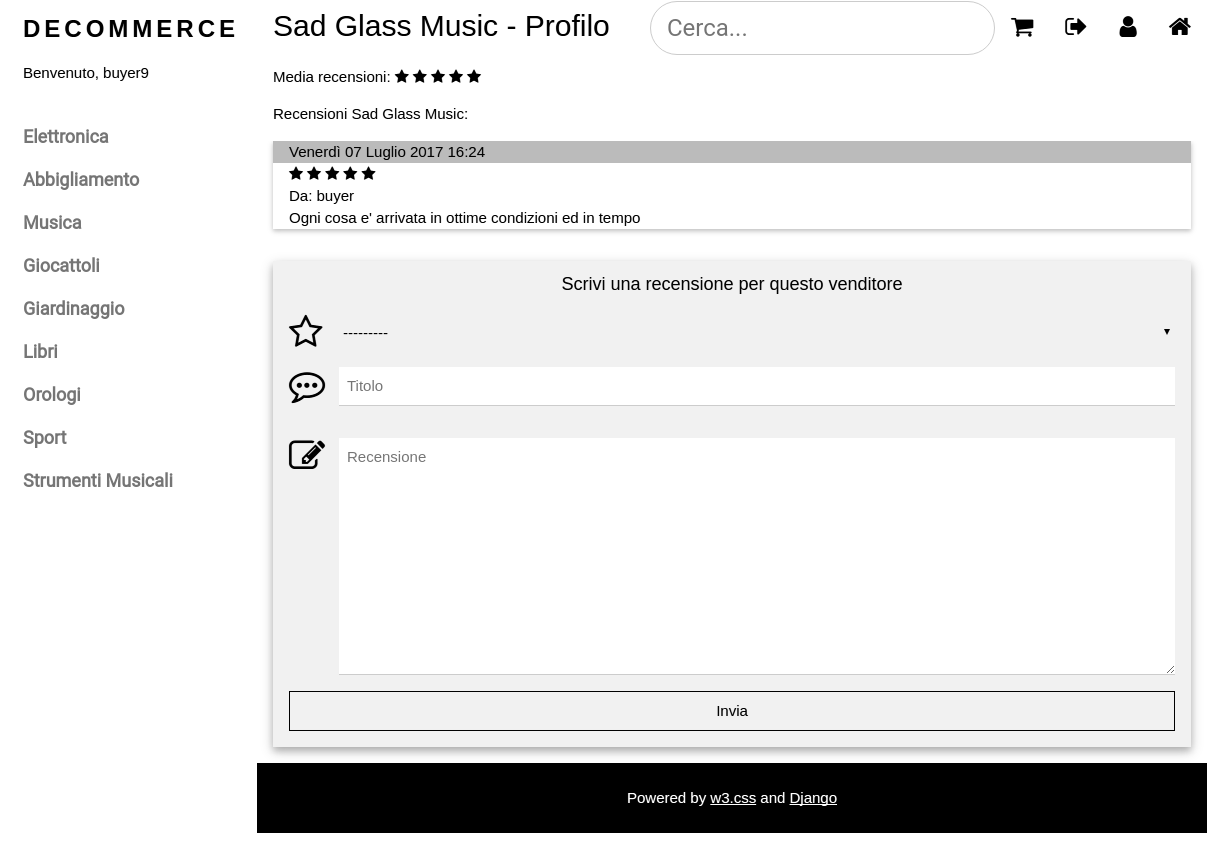 DECOMMERCE
Benvenuto, buyer9
Elettronica
Abbigliamento
Musica
Giocattoli
Giardinaggio
Libri
Orologi
Sport
Strumenti Musicali
Sad Glass Music - Profilo
Cerca...
Media recensioni:
Recensioni Sad Glass Music:
Venerdì 07 Luglio 2017 16:24
Da: buyer
Ogni cosa e' arrivata in ottime condizioni ed in tempo
Scrivi una recensione per questo venditore
---------
Titolo
Recensione
Invia
Powered by w3.css and Django